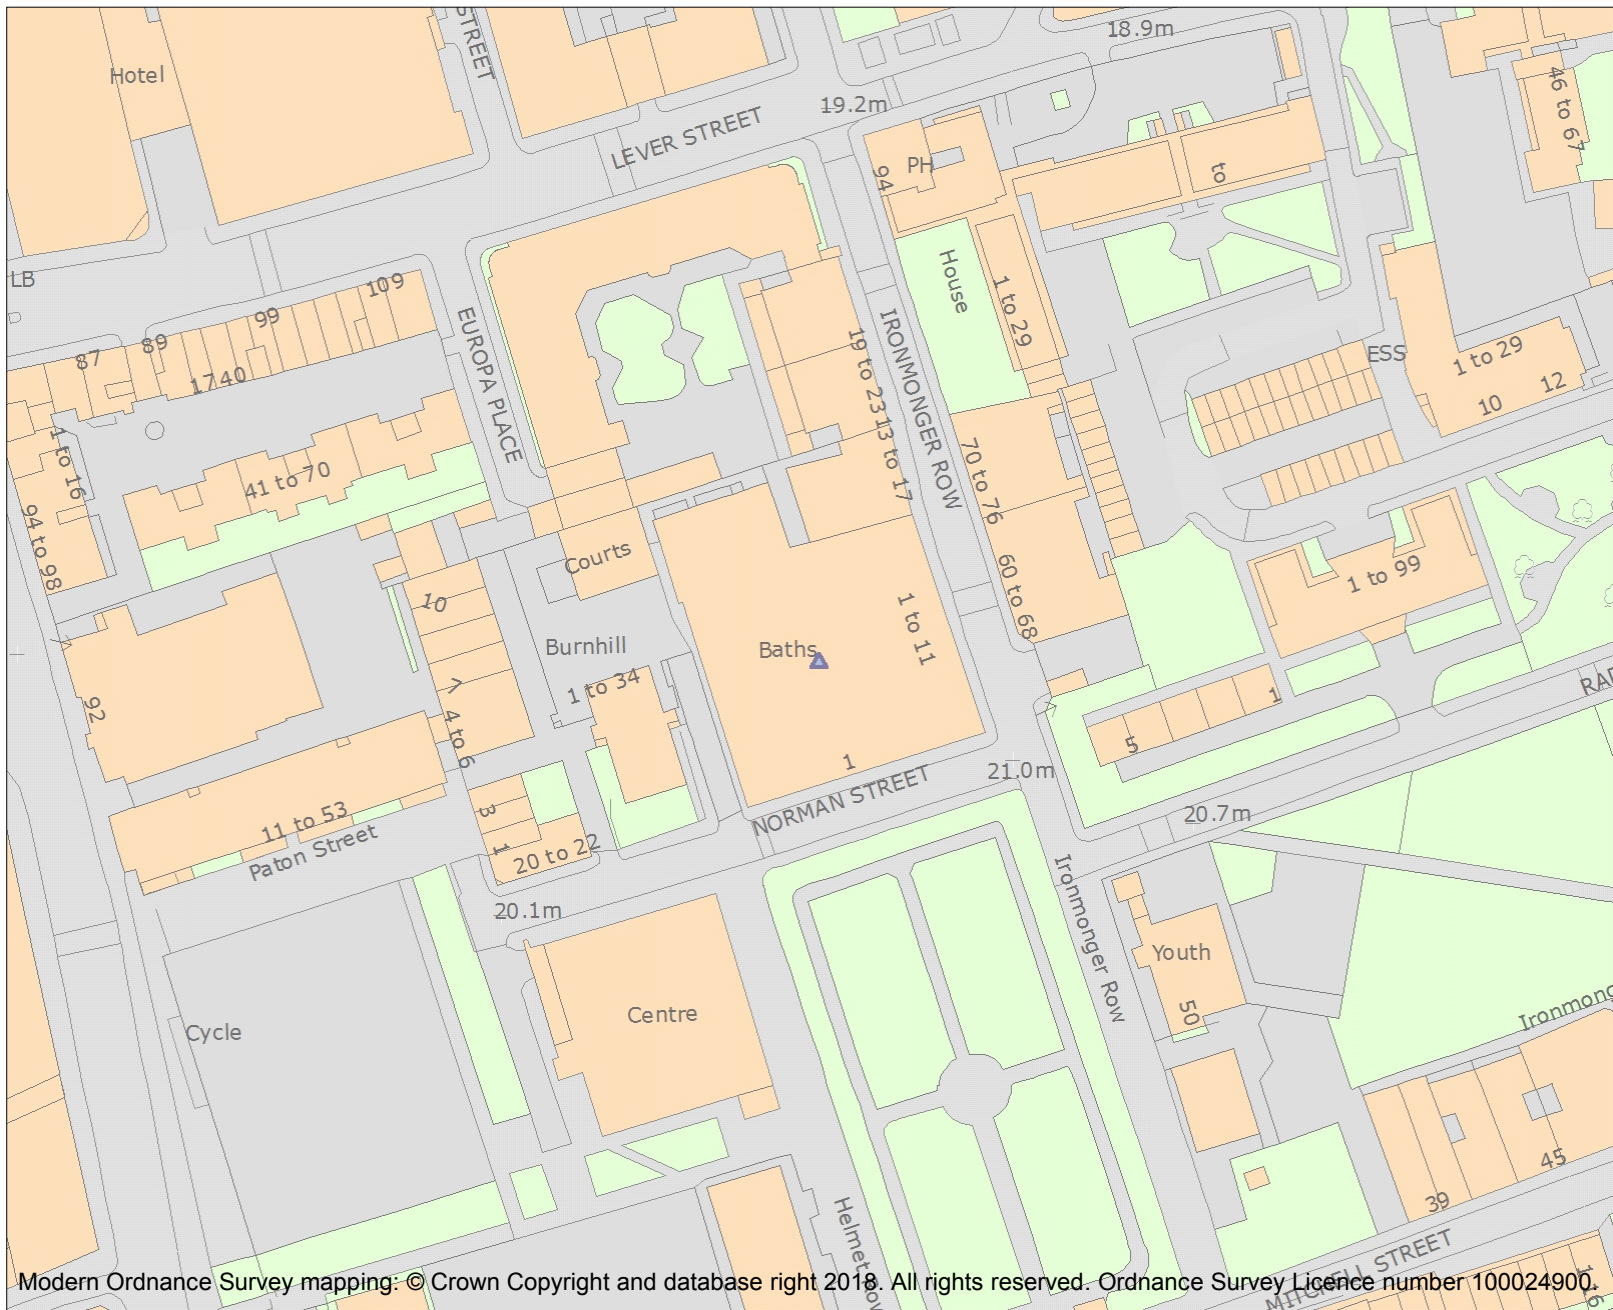 STREET
18.9m
Hotel
46 to 67
19.2m
LEVER STREET
PH
94
to
LB
House
109
1 to 29
99
EUROPA PLACE
IRONMONGER ROW
19 to 23
89
87
ESS
1 to 29
1740
12
10
13 to 17
1 to 16
41 to 70
70 to 76
94 to 98
Courts
60 to 68
1 to 99
10
1 to 11
Burnhill
Baths
1 to 34
7
92
4 to 6
1
5
1
21.0m
NORMAN STREET
3
20.7m
11 to 53
Paton Street
1
20 to 22
Ironmonger Row
20.1m
Youth
50
Centre
Cycle
45
39
Helmet Row
MITCHELL STREET
Modern Ordnance Survey mapping: © Crown Copyright and database right 2018. All rights reserved. Ordnance Survey Licence number 100024900.